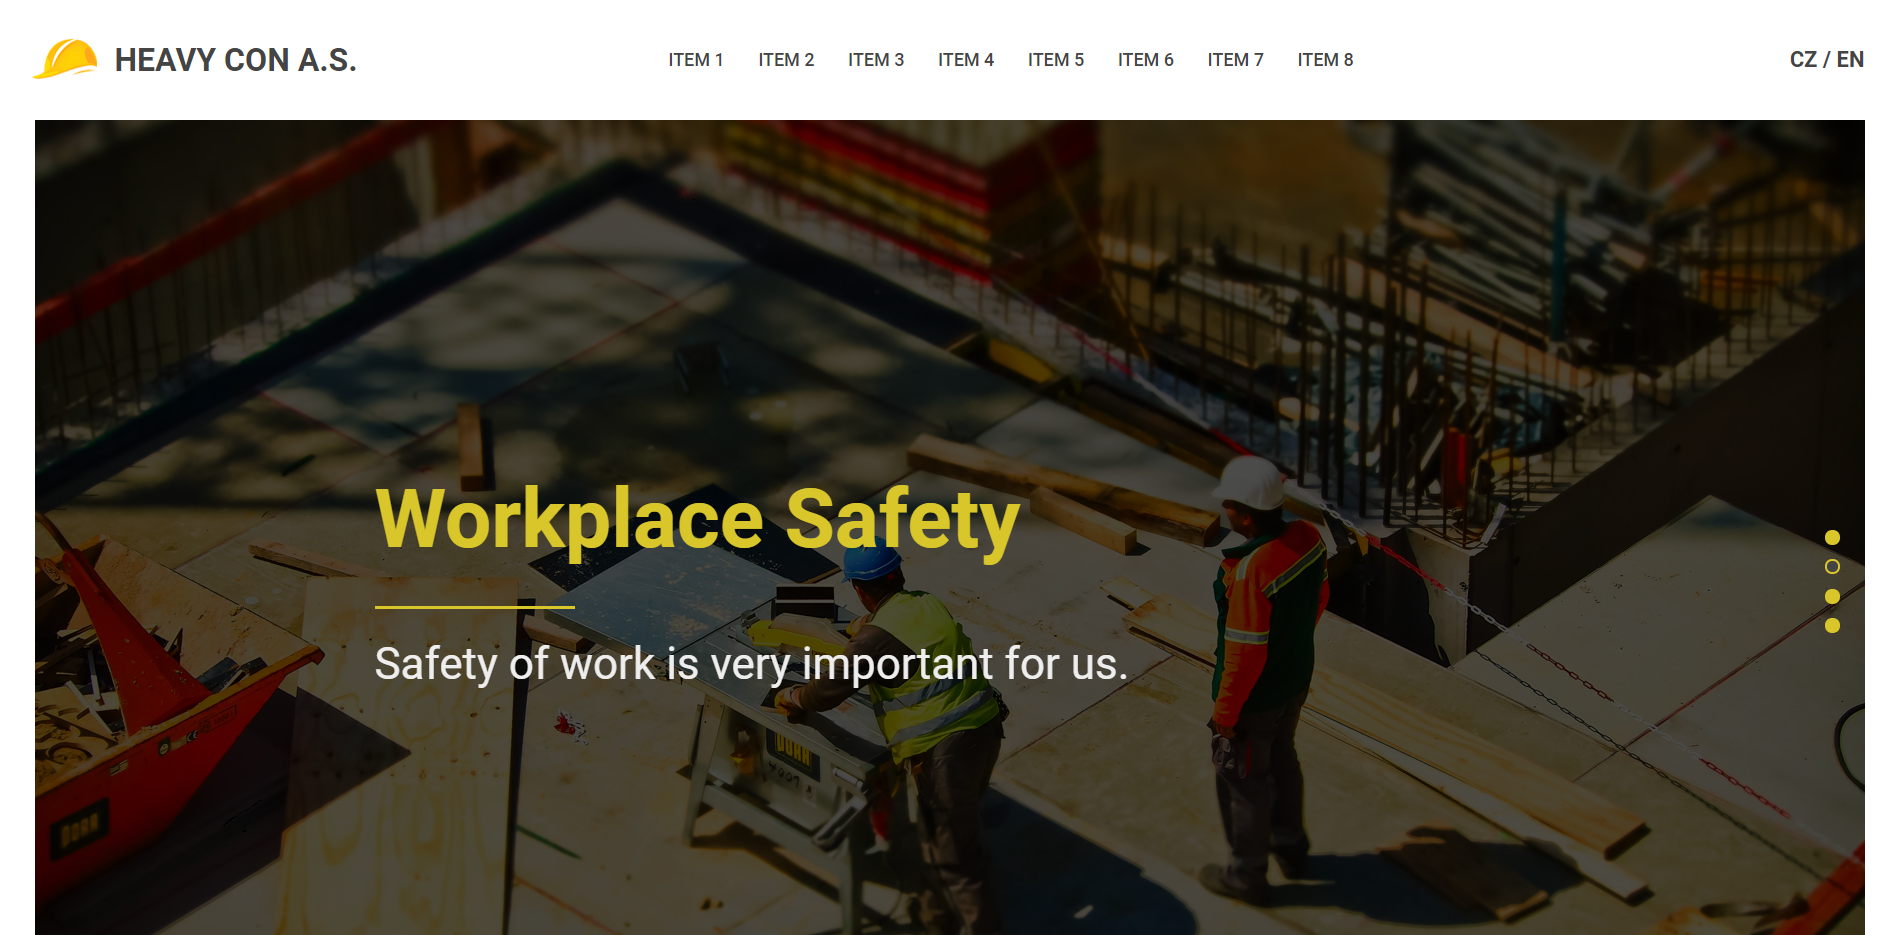 HEAVY CON A.S.
ITEM 1 ITEM 2 ITEM 3 ITEM 4 ITEM 5 ITEM 6 ITEM 7 ITEM 8
CZ / EN
Workplace Safety
Safety of work is very important for us.